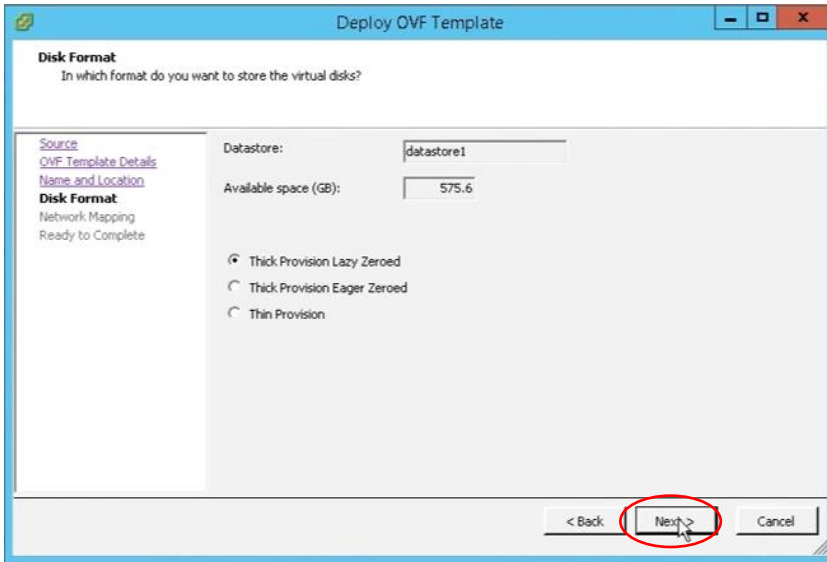 Deploy OVF Template
Disk Format
In which format do you want to store the virtual disks?
Source
OVF Template Details
Name and Location
Disk Format
Network Mapping
Ready to Complete
Datastore: datastore1
Available space (GB): 575.6
Thick Provision Lazy Zeroed
Thick Provision Eager Zeroed
Thin Provision
< Back Next > Cancel